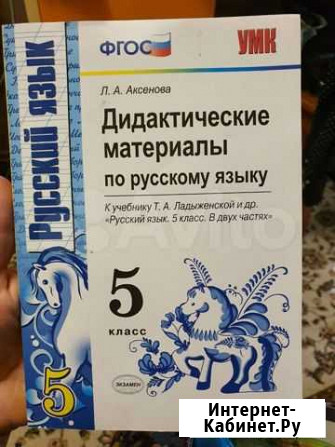 ФГОС
УМК
Л. А. Аксенова
Дидактические
материалы
по русскому языку
К учебнику Т. А. Ладыженской и др.
«Русский язык. 5 класс. В двух частях»
5
класс
Русский язык
5
ЭКЗАМЕН
Интернет-
Кабинет.Ру